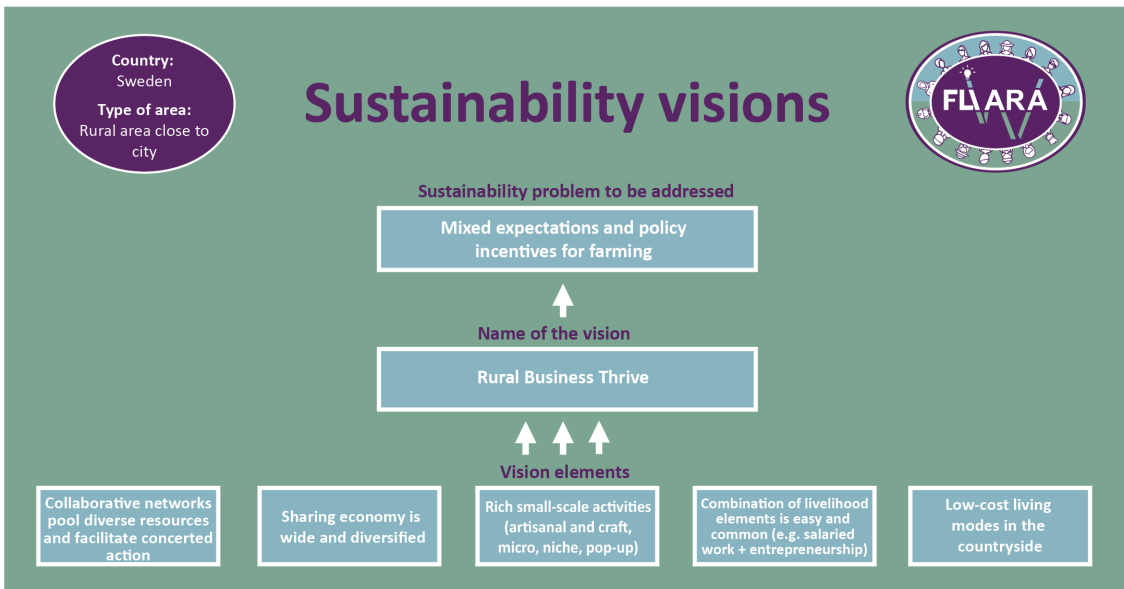 Country:
Sweden
Type of area:
Rural area close to
city
Sustainability visions
FLIARA
Sustainability problem to be addressed
Mixed expectations and policy
incentives for farming
Name of the vision
Rural Business Thrive
Vision elements
Collaborative networks
pool diverse resources
and facilitate concerted
action
Sharing economy is
wide and diversified
Rich small-scale activities
(artisanal and craft,
micro, niche, pop-up)
Combination of livelihood
elements is easy and
common (e.g. salaried
work + entrepreneurship)
Low-cost living
modes in the
countryside